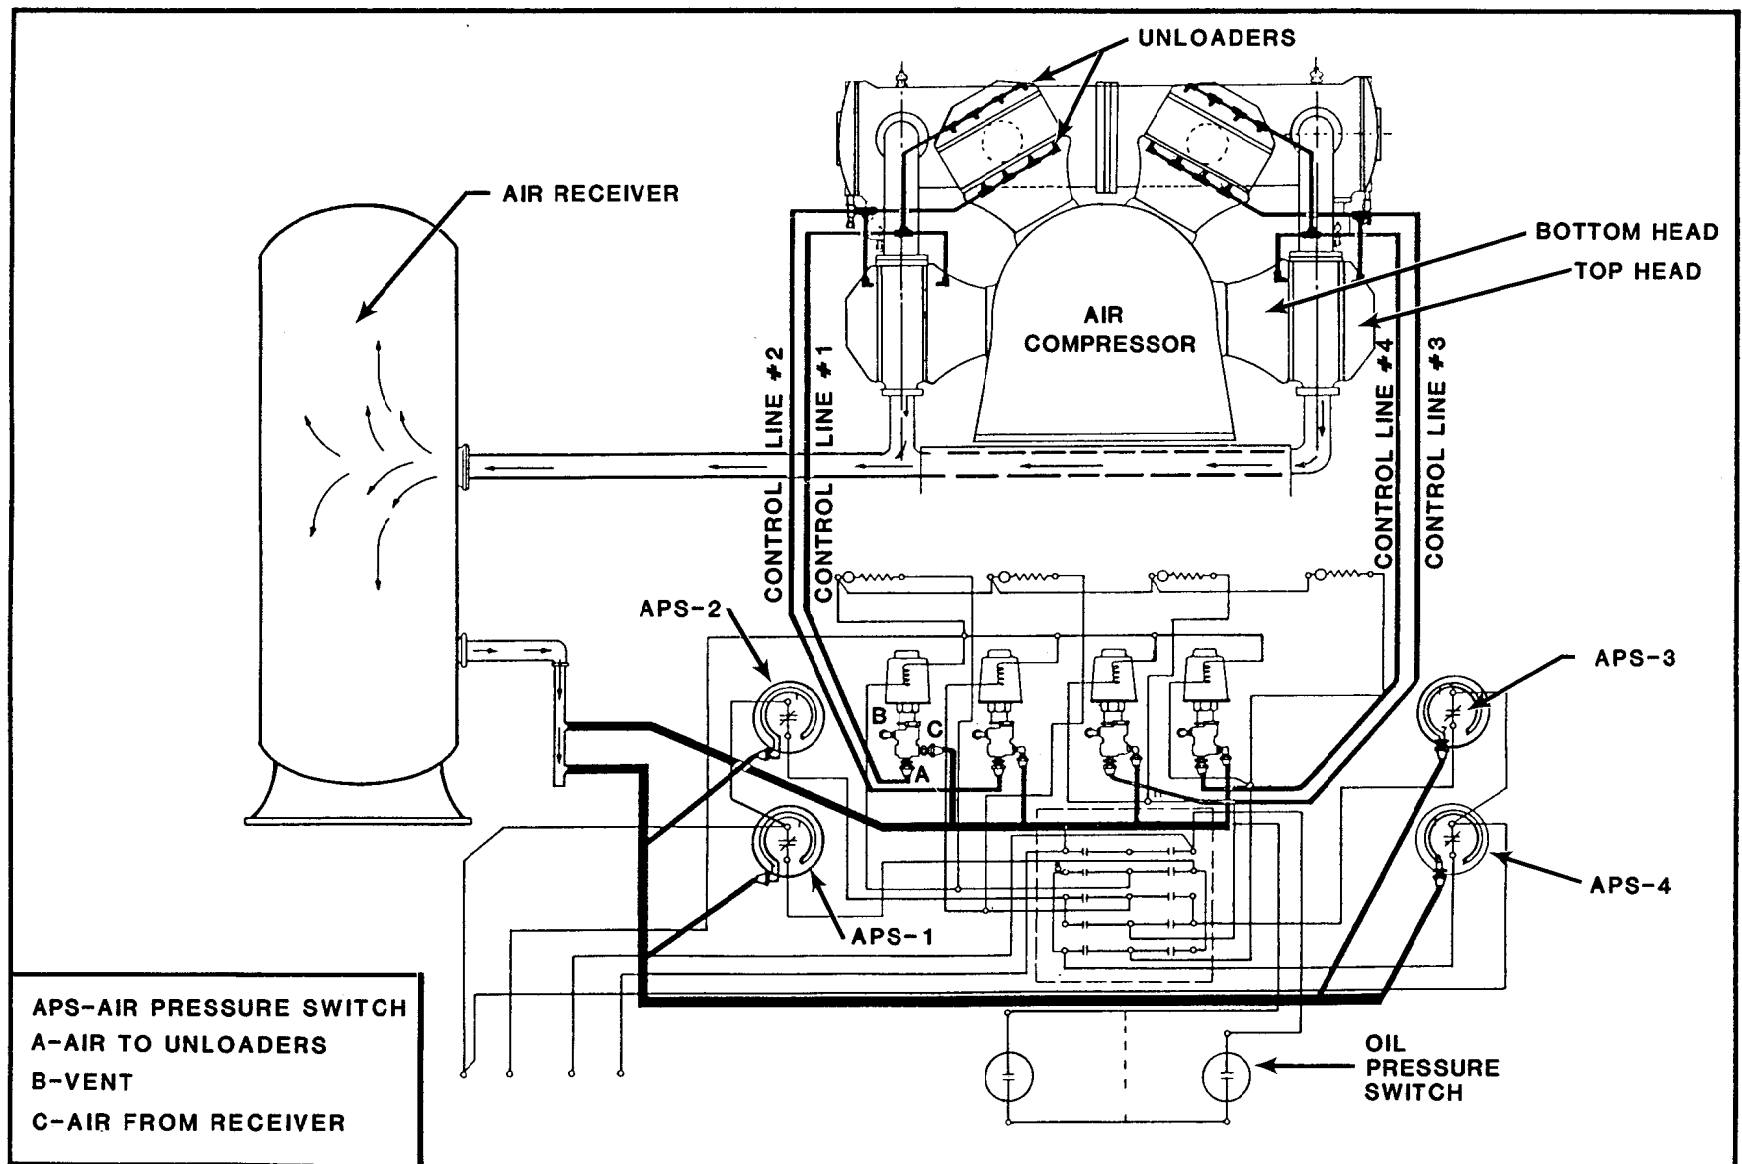 UNLOADERS
AIR RECEIVER
BOTTOM HEAD
TOP HEAD
AIR
COMPRESSOR
CONTROL LINE #2
CONTROL LINE #1
CONTROL LINE #4
CONTROL LINE #3
APS-2
APS-3
B
C
A
APS-4
APS-1
APS-AIR PRESSURE SWITCH
A-AIR TO UNLOADERS
B-VENT
C-AIR FROM RECEIVER
OIL
PRESSURE
SWITCH